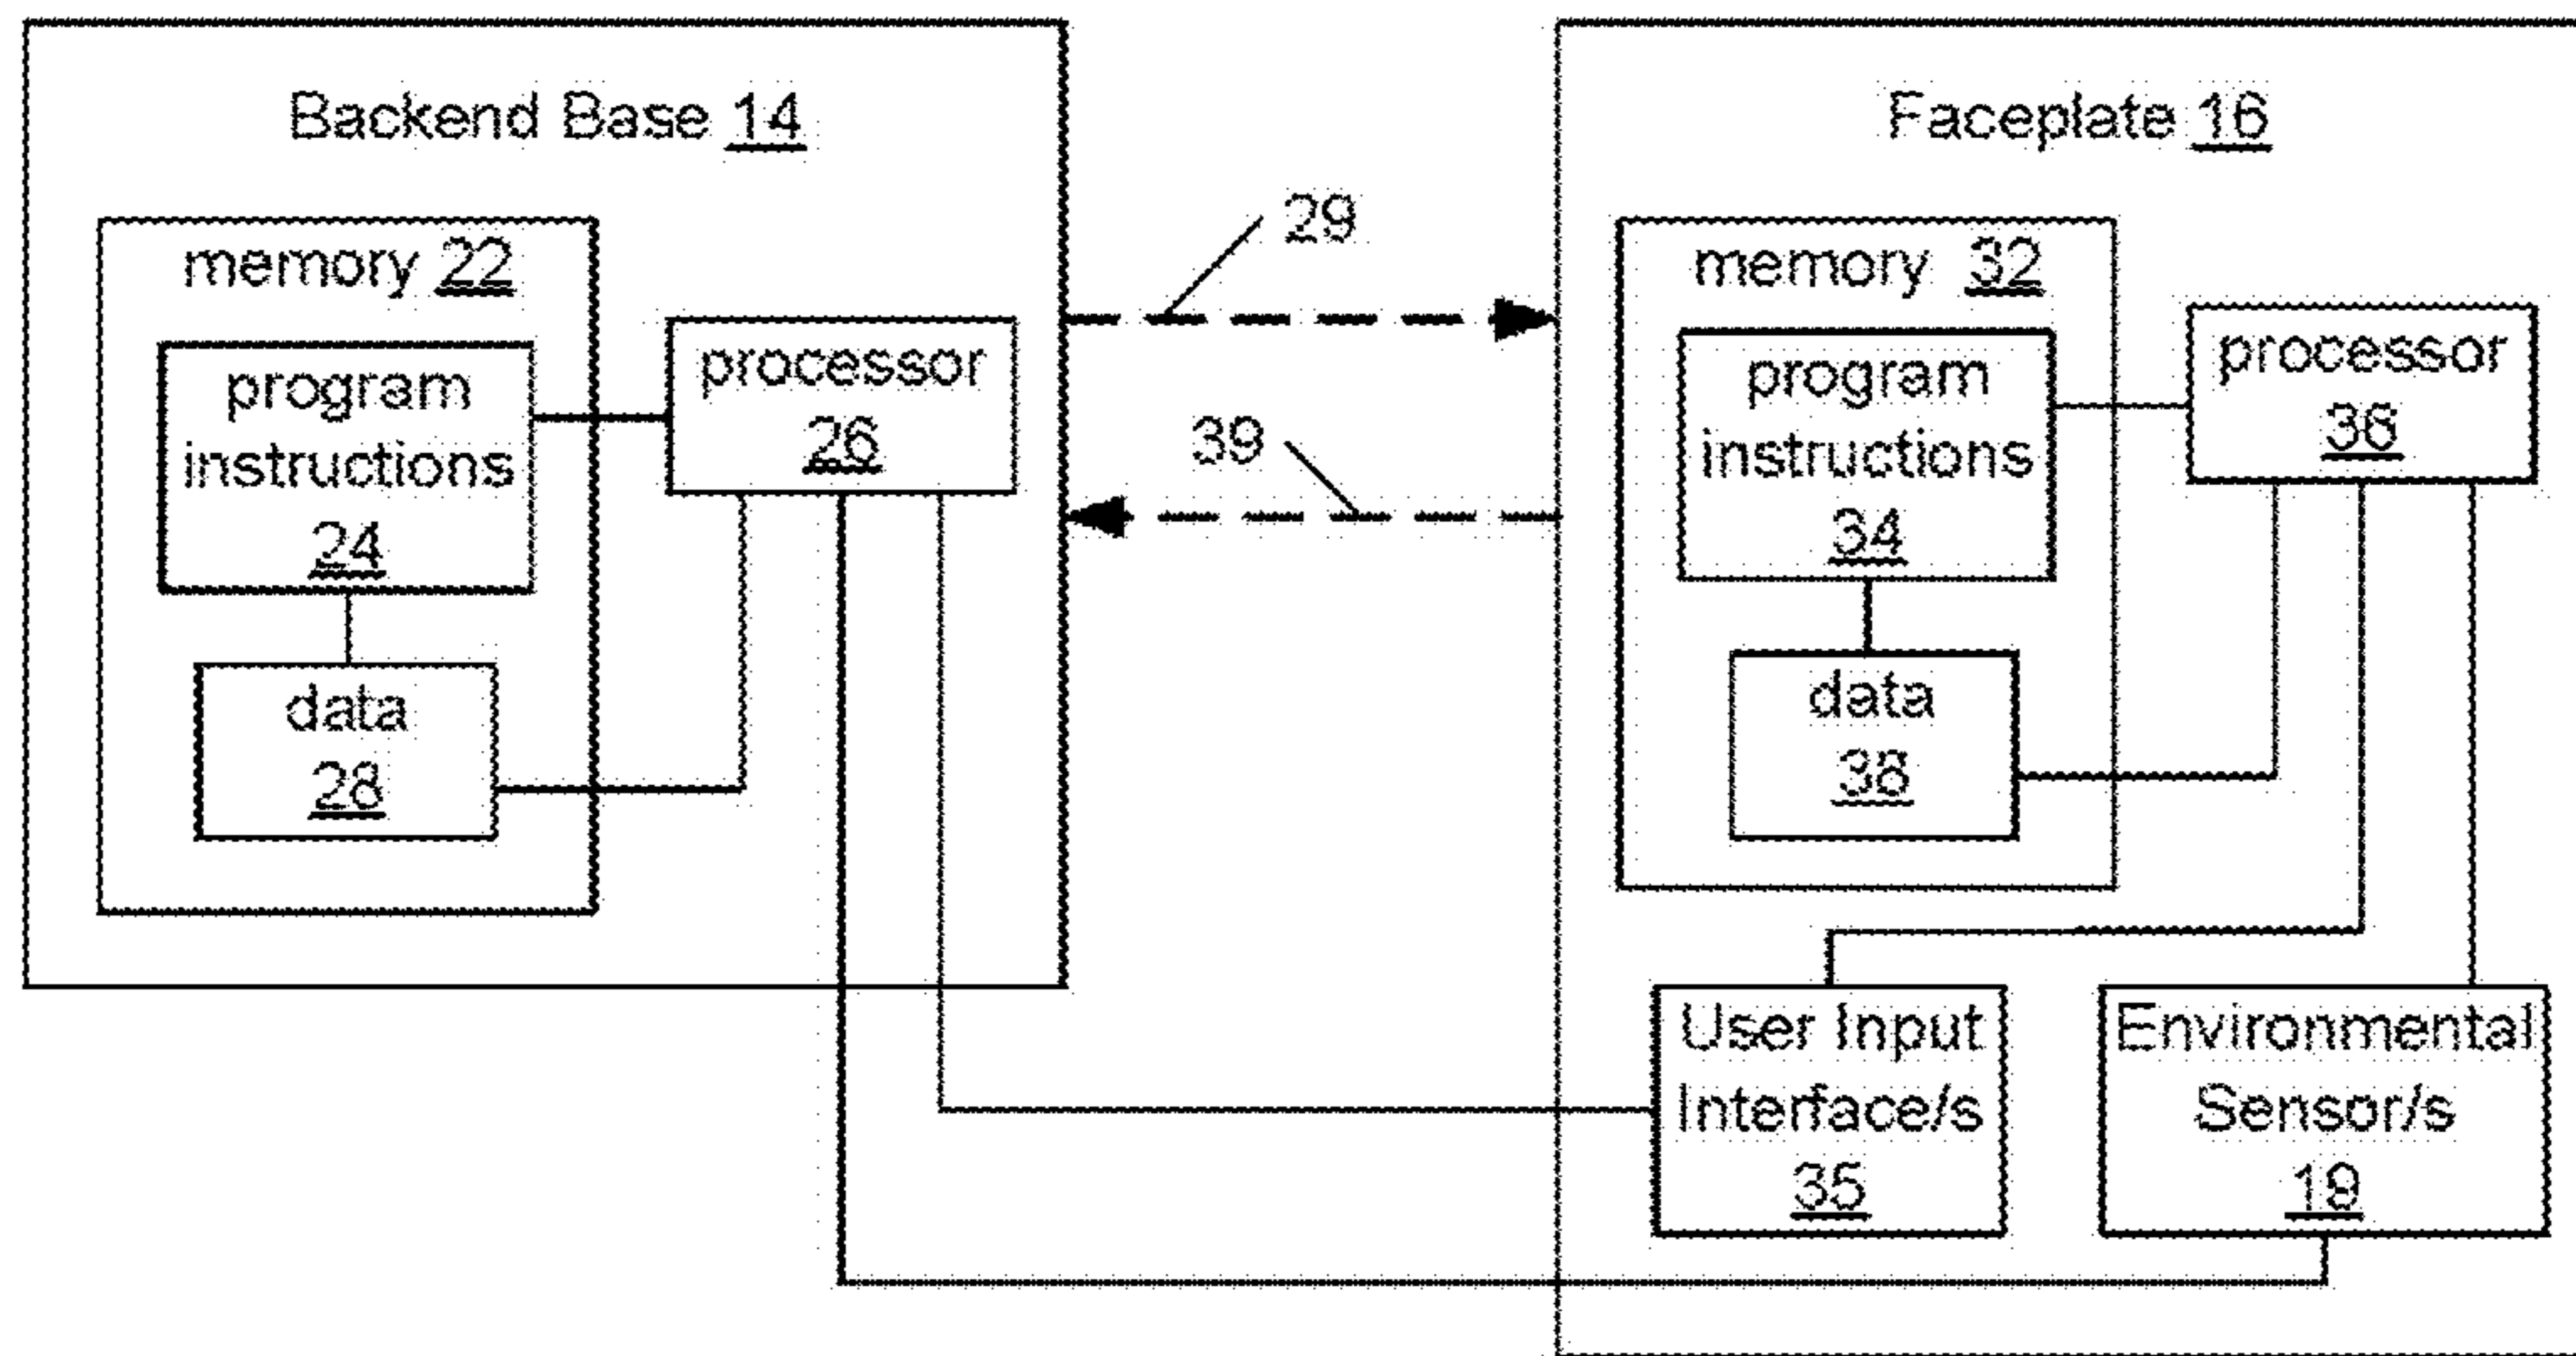 Backend Base 14
memory 22
program
instructions
24
data
28
processor
26
29
39
Faceplate 16
memory 32
program
instructions
34
data
38
processor
36
User Input
Interface/s
35
Environmental
Sensor/s
19